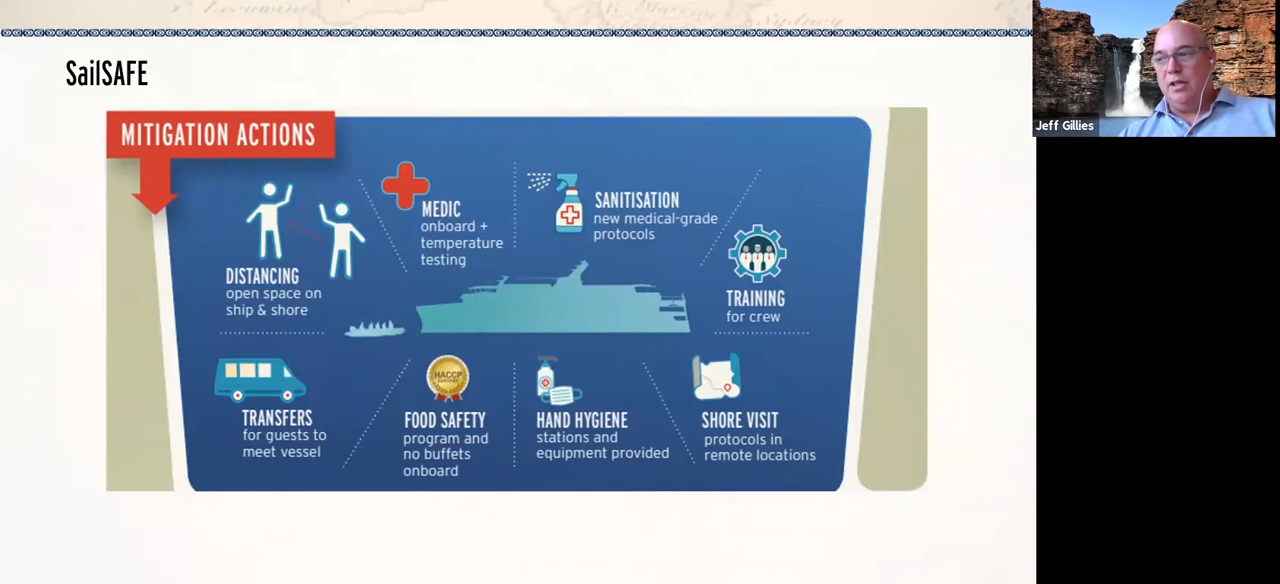 Sydney
SailSAFE
Jeff Gillies
MITIGATION ACTIONS
DISTANCING
open space on
ship & shore
MEDIC
onboard +
temperature
testing
SANITISATION
new medical-grade
protocols
TRAINING
for crew
TRANSFERS
for guests to
meet vessel
HACCP
FOOD SAFETY
program and
no buffets
onboard
HAND HYGIENE
stations and
equipment provided
SHORE VISIT
protocols in
remote locations